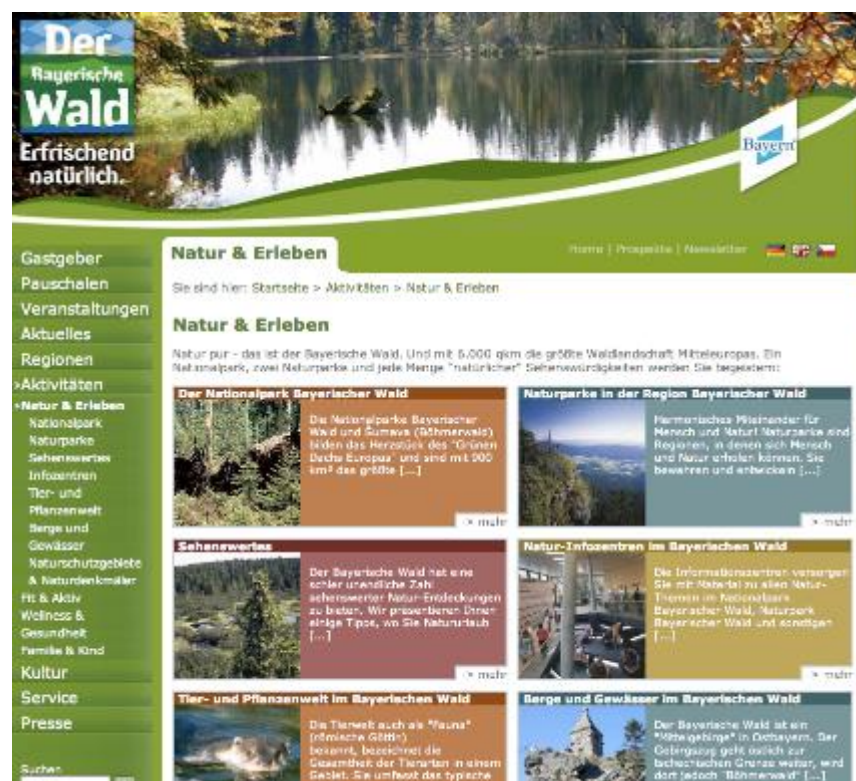 Der
Bayerische
Wald
Erfrischend
natürlich.
Bayern
Natur & Erleben
Home | Prospekte | Newsletter
Sie sind hier: Startseite > Aktivitäten > Natur & Erleben
Gastgeber
Pauschalen
Veranstaltungen
Aktuelles
Regionen
>Aktivitäten
Natur & Erleben
Nationalpark
Naturparke
Sehenswertes
Infozentren
Tier- und
Pflanzenwelt
Berge und
Gewässer
Naturschutzgebiete
& Naturdenkmäler
Fit & Aktiv
Wellness &
Gesundheit
Familie & Kind
Kultur
Service
Presse
Suchen
Natur & Erleben
Natur pur - das ist der Bayerische Wald. Und mit 6.000 qkm die größte Waldlandschaft Mitteleuropas. Ein
Nationalpark, zwei Naturparke und jede Menge "natürlicher" Sehenswürdigkeiten werden Sie begeistern:
Der Nationalpark Bayerischer Wald
Die Nationalparke Bayerischer
Wald und Šumava (Böhmerwald)
bilden das Herzstück des "Grünen
Dachs Europas" und sind mit 900
km² das größte [...]
> mehr
Naturparke in der Region Bayerischer Wald
Harmonisches Miteinander für
Mensch und Natur! Naturparke sind
Regionen, in denen sich Mensch
und Natur erholen können. Sie
bewahren und entwickeln [...]
> mehr
Sehenswertes
Der Bayerische Wald hat eine
schier unendliche Zahl
sehenswerter Natur-Entdeckungen
zu bieten. Wir präsentieren Ihnen
einige Tipps, wo Sie Natururlaub
[...]
> mehr
Natur-Infozentren im Bayerischen Wald
Die Informationszentren versorgen
Sie mit Material zu allen Natur-
Themen im Nationalpark
Bayerischer Wald, Naturpark
Bayerischer Wald und sonstigen
[...]
> mehr
Tier- und Pflanzenwelt im Bayerischen Wald
Die Tierwelt auch als "Fauna"
(römische Göttin)
bekannt, bezeichnet die
Gesamtheit der Tierarten in einem
Gebiet. Sie umfasst das typische
Berge und Gewässer im Bayerischen Wald
Der Bayerische Wald ist ein
"Mittelgebirge" in Ostbayern. Der
Gebirgszug geht östlich zur
tschechischen Grenze weiter, wird
dort jedoch "Böhmerwald" [...]